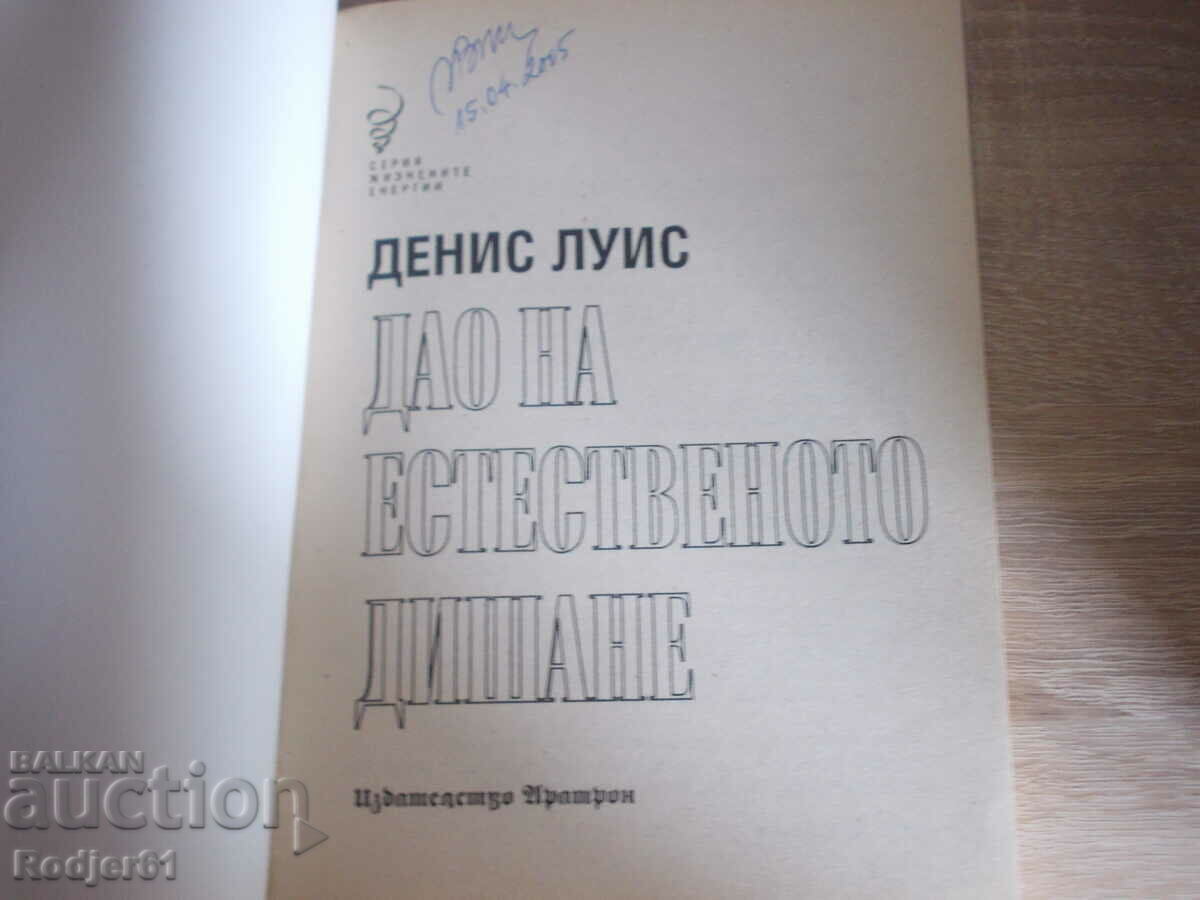 15.04.2005
СЕРИЯ
ЖИЗНЕНИТЕ
ЕНЕРГИИ
ДЕНИС ЛУИС
ДАО НА
ЕСТЕСТВЕНОТО
ДИШАНЕ
Издателство Аратрон
BALKAN
auction
Rodjer61